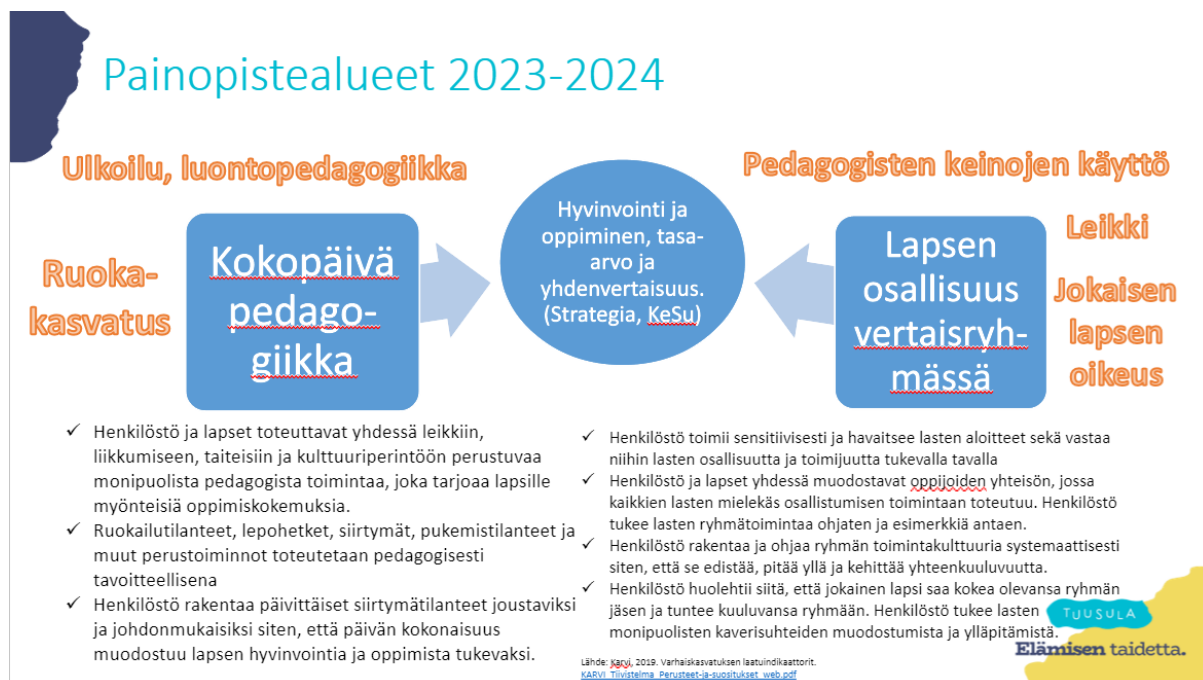 Painopistealueet 2023-2024
Ulkoilu, luontopedagogiikka
Ruoka-
kasvatus
Kokopäivä
pedago-
giikka
Hyvinvointi ja
oppiminen, tasa-
arvo ja
yhdenvertaisuus.
(Strategia, KeSu)
Pedagogisten keinojen käyttö
Lapsen
osallisuus
vertaisryh-
mässä
Leikki
Jokaisen
lapsen
oikeus
✓ Henkilöstö ja lapset toteuttavat yhdessä leikkiin,
liikkumiseen, taiteisiin ja kulttuuriperintöön perustuvaa
monipuolista pedagogista toimintaa, joka tarjoaa lapsille
myönteisiä oppimiskokemuksia.
✓ Ruokailutilanteet, lepohetket, siirtymät, pukemistilanteet ja
muut perustoiminnot toteutetaan pedagogisesti
tavoitteellisena
✓ Henkilöstö rakentaa päivittäiset siirtymätilanteet joustaviksi
ja johdonmukaisiksi siten, että päivän kokonaisuus
muodostuu lapsen hyvinvointia ja oppimista tukevaksi.
✓ Henkilöstö toimii sensitiivisesti ja havaitsee lasten aloitteet sekä vastaa
niihin lasten osallisuutta ja toimijuutta tukevalla tavalla
✓ Henkilöstö ja lapset yhdessä muodostavat oppijoiden yhteisön, jossa
kaikkien lasten mielekäs osallistumisen toimintaan toteutuu. Henkilöstö
tukee lasten ryhmätoimintaa ohjaten ja esimerkkiä antaen.
✓ Henkilöstö rakentaa ja ohjaa ryhmän toimintakulttuuria systemaattisesti
siten, että se edistää, pitää yllä ja kehittää yhteenkuuluvuutta.
✓ Henkilöstö huolehtii siitä, että jokainen lapsi saa kokea olevansa ryhmän
jäsen ja tuntee kuuluvansa ryhmään. Henkilöstö tukee lasten
monipuolisten kaverisuhteiden muodostumista ja ylläpitämistä.
Lähde: Karvi, 2019. Varhaiskasvatuksen laatuindikaattorit.
KARVI_Tiivistelma_Perusteet-ja-suositukset_web.pdf
TUUSULA
Elämisen taidetta.